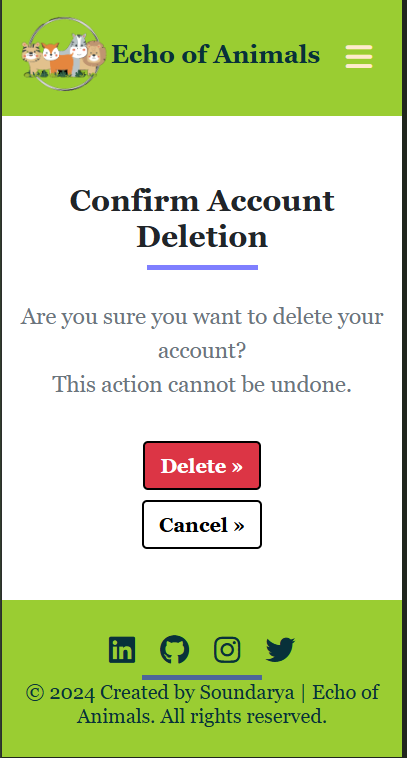 Echo of Animals
Confirm Account
Deletion
Are you sure you want to delete your
account?
This action cannot be undone.
Delete »
Cancel »
© 2024 Created by Soundarya | Echo of
Animals. All rights reserved.